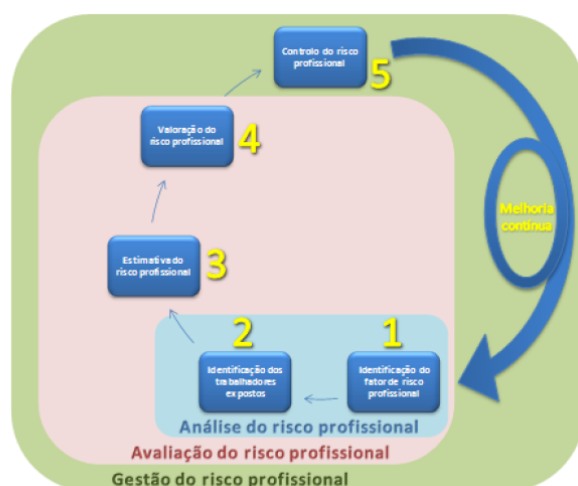 Controlo do risco
profissional
5
Valoração do
risco profissional
4
Melhoria
contínua
Estimativa do
risco profissional
3
2
1
Identificação dos
trabalhadores
expostos
Identificação do
fator de risco
profissional
Análise do risco profissional
Avaliação do risco profissional
Gestão do risco profissional